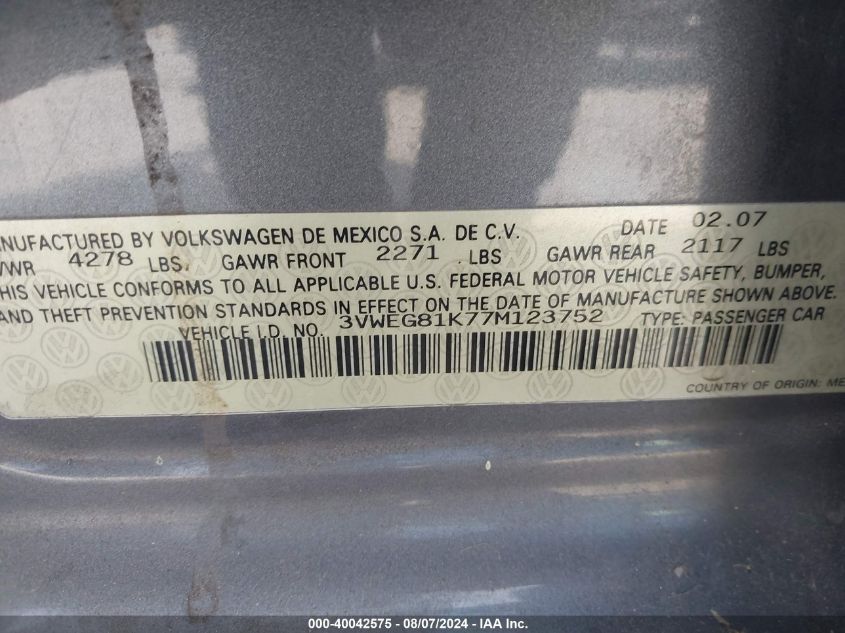 ANUFACTURED BY VOLKSWAGEN DE MEXICO S.A. DE C.V. DATE 02.07
VWR 4278 LBS. GAWR FRONT 2271 LBS GAWR REAR 2117 LBS
HIS VEHICLE CONFORMS TO ALL APPLICABLE U.S. FEDERAL MOTOR VEHICLE SAFETY, BUMPER,
AND THEFT PREVENTION STANDARDS IN EFFECT ON THE DATE OF MANUFACTURE SHOWN ABOVE.
VEHICLE I.D. NO. 3VWEG81K77M123752 TYPE: PASSENGER CAR
COUNTRY OF ORIGIN: ME
000-40042575 - 08/07/2024 - IAAI Inc.